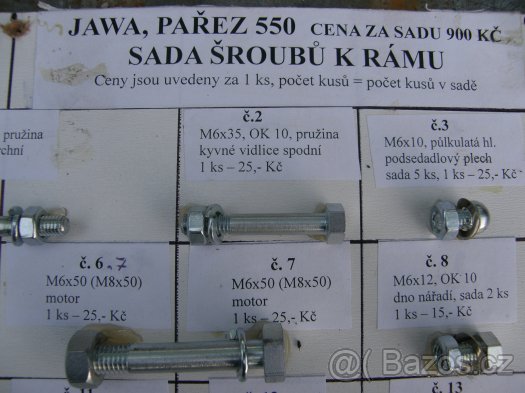 JAWA, PAŘEZ 550 CENA ZA SADU 900 KČ
SADA ŠROUBŮ K RÁMU
Ceny jsou uvedeny za 1 ks, počet kusů = počet kusů v sadě
pružina
chní
č.2
M6x35, OK 10, pružina
kyvné vidlice spodní
1 ks – 25,- Kč
č.3
M6x10, půlkulatá hl.
podsedadlový plech
sada 5 ks, 1 ks – 25,- Kč
č. 6 .7
M6x50 (M8x50)
motor
1 ks – 25,- Kč
č. 7
M6x50 (M8x50)
motor
1 ks – 25,- Kč
č. 8
M6x12, OK 10
dno nářadí, sada 2 ks
1 ks – 15,- Kč
č.11
č.13
Bazos.cz